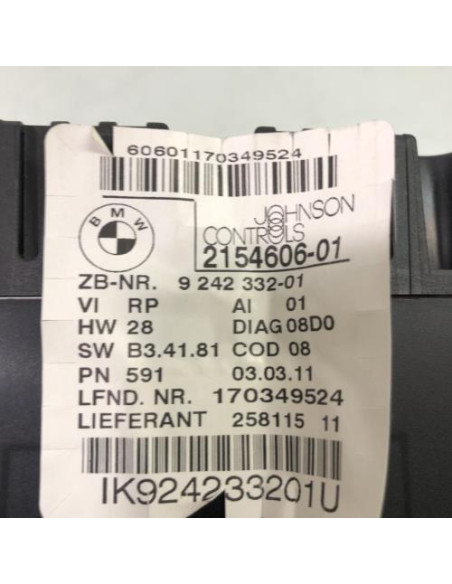 60601170349524
BMW
JOHNSON
CONTROLS
2154606-01
ZB-NR. 9 242 332-01
VI RP AI 01
HW 28 DIAG 08D0
SW B3.41.81 COD 08
PN 591 03.03.11
LFND. NR. 170349524
LIEFERANT 258115 11
IK924233201U